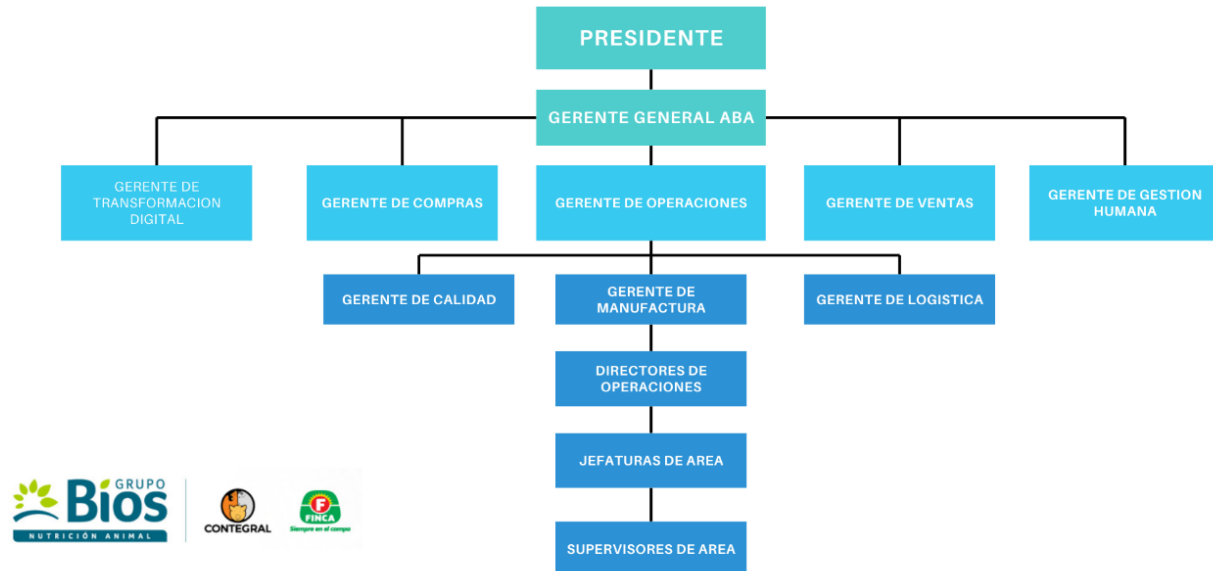 PRESIDENTE
GERENTE GENERAL ABA
GERENTE DE
TRANSFORMACION
DIGITAL
GERENTE DE COMPRAS
GERENTE DE OPERACIONES
GERENTE DE VENTAS
GERENTE DE GESTION
HUMANA
GERENTE DE CALIDAD
GERENTE DE
MANUFACTURA
GERENTE DE LOGISTICA
DIRECTORES DE
OPERACIONES
JEFATURAS DE AREA
SUPERVISORES DE AREA
GRUPO
Bíos
NUTRICIÓN ANIMAL
CONTEGRAL
F
FINCA
Siempre en el campo